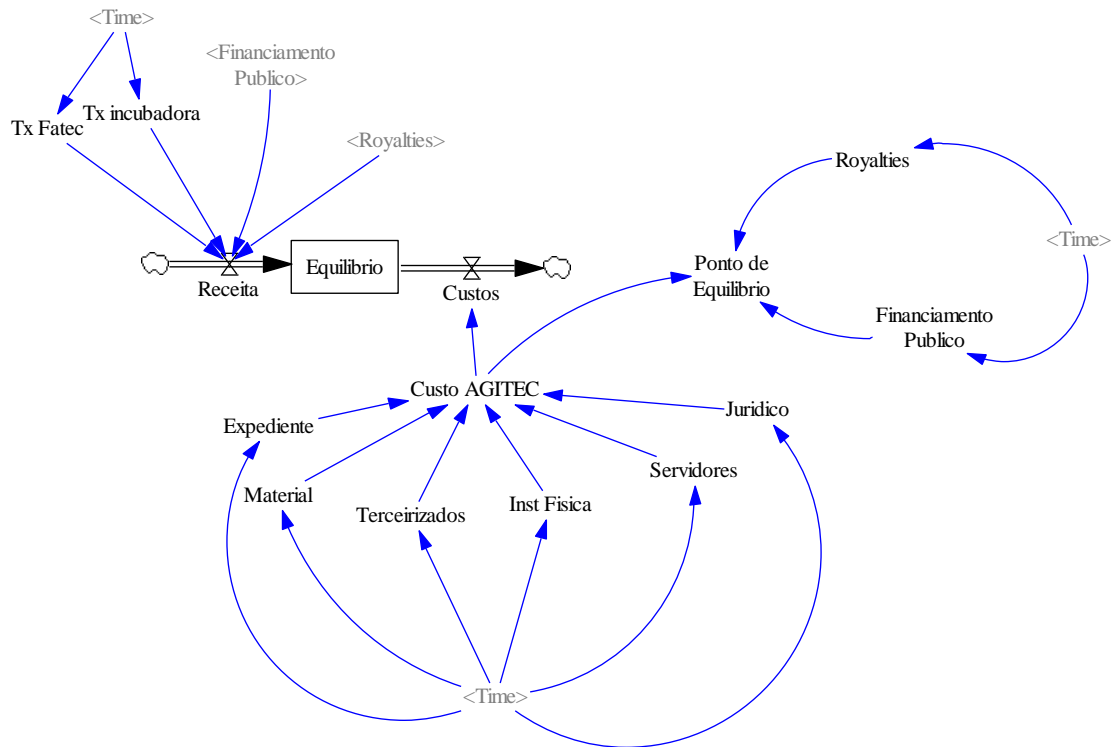 <Time>
<Financiamento
Publico>
Tx incubadora
Tx Fatec
<Royalties>
Royalties
<Time>
Equilibrio
Receita
Custos
Ponto de
Equilibrio
Financiamento
Publico
Custo AGITEC
Juridico
Expediente
Servidores
Material
Inst Fisica
Terceirizados
<Time>